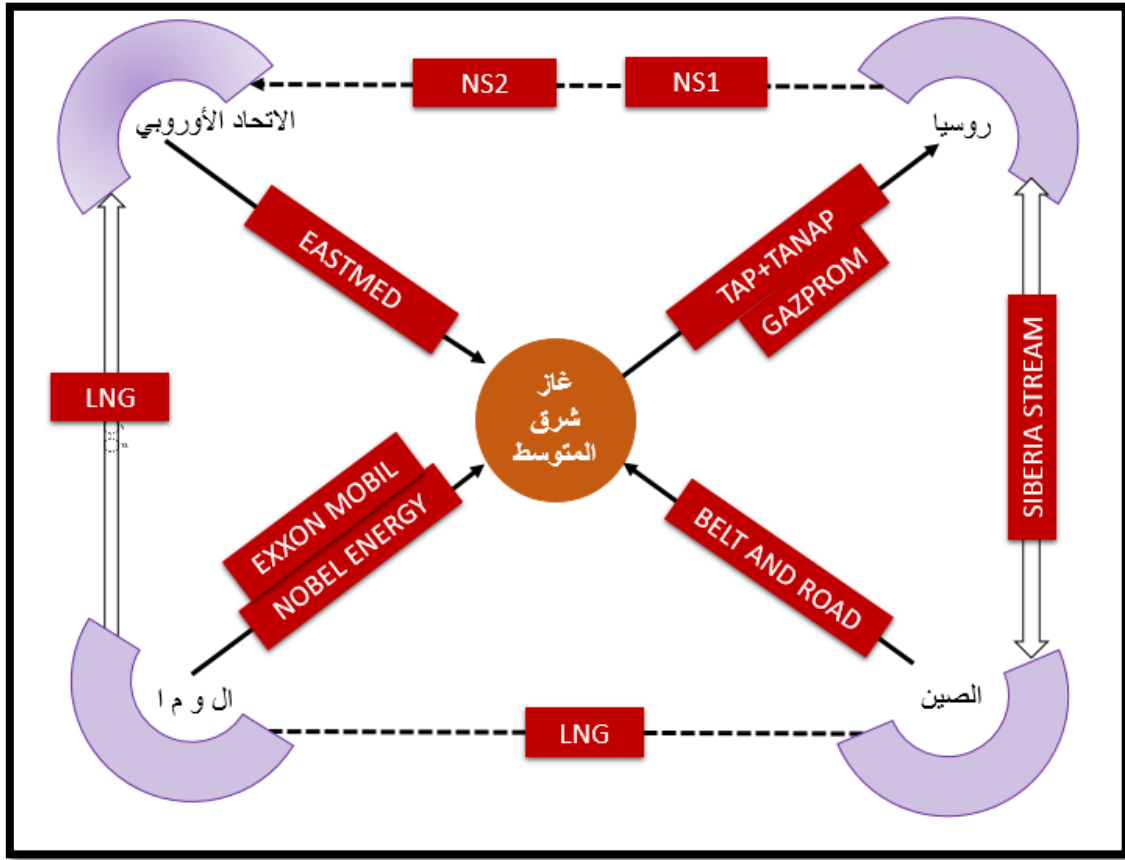 NS2
NS1
الاتحاد الأوروبي
روسيا
EASTMED
TAP+TANAP
GAZPROM
غاز
شرق
المتوسط
LNG
SIBERIA STREAM
EXXON MOBIL
NOBEL ENERGY
BELT AND ROAD
ال و م ا
الصين
LNG